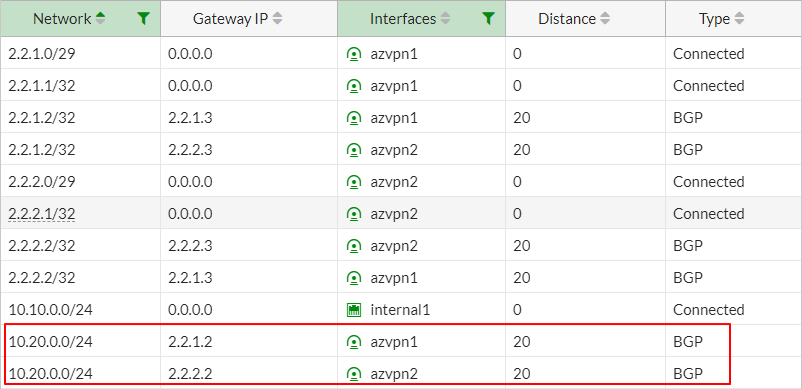 Network Gateway IP Interfaces Distance Type
2.2.1.0/29 0.0.0.0 azvpn1 0 Connected
2.2.1.1/32 0.0.0.0 azvpn1 0 Connected
2.2.1.2/32 2.2.1.3 azvpn1 20 BGP
2.2.1.2/32 2.2.2.3 azvpn2 20 BGP
2.2.2.0/29 0.0.0.0 azvpn2 0 Connected
2.2.2.1/32 0.0.0.0 azvpn2 0 Connected
2.2.2.2/32 2.2.2.3 azvpn2 20 BGP
2.2.2.2/32 2.2.1.3 azvpn1 20 BGP
10.10.0.0/24 0.0.0.0 internal1 0 Connected
10.20.0.0/24 2.2.1.2 azvpn1 20 BGP
10.20.0.0/24 2.2.2.2 azvpn2 20 BGP